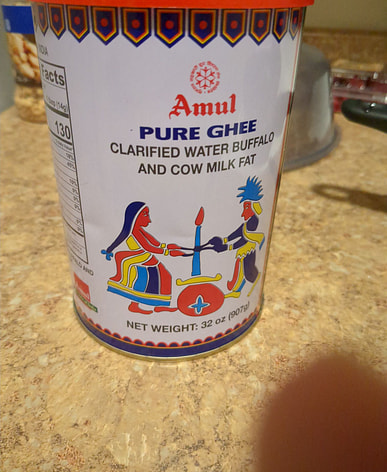 Facts
130
Amul
PURE GHEE
CLARIFIED WATER BUFFALO
AND COW MILK FAT
NET WEIGHT: 32 oz (907g)